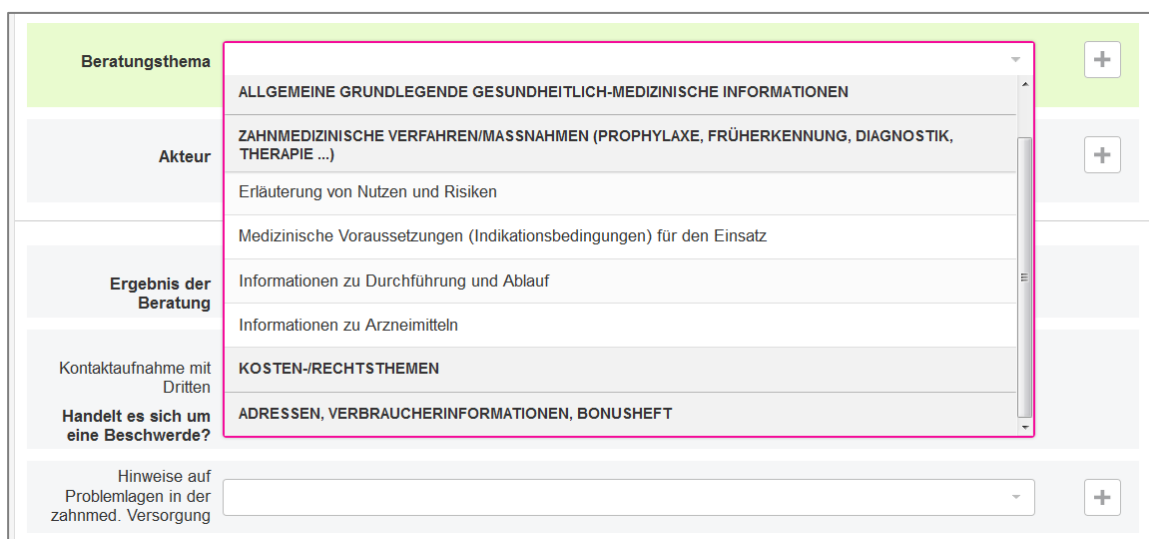 Beratungsthema
ALLGEMEINE GRUNDLEGENDE GESUNDHEITLICH-MEDIZINISCHE INFORMATIONEN
ZAHNMEDIZINISCHE VERFAHREN/MASSNAHMEN (PROPHYLAXE, FRÜHERKENNUNG, DIAGNOSTIK,
THERAPIE ...)
Akteur
Erläuterung von Nutzen und Risiken
Medizinische Voraussetzungen (Indikationsbedingungen) für den Einsatz
Ergebnis der
Beratung
Informationen zu Durchführung und Ablauf
Informationen zu Arzneimitteln
Kontaktaufnahme mit
Dritten
KOSTEN-/RECHTSTHEMEN
Handelt es sich um
eine Beschwerde?
ADRESSEN, VERBRAUCHERINFORMATIONEN, BONUSHEFT
Hinweise auf
Problemlagen in der
zahnmed. Versorgung